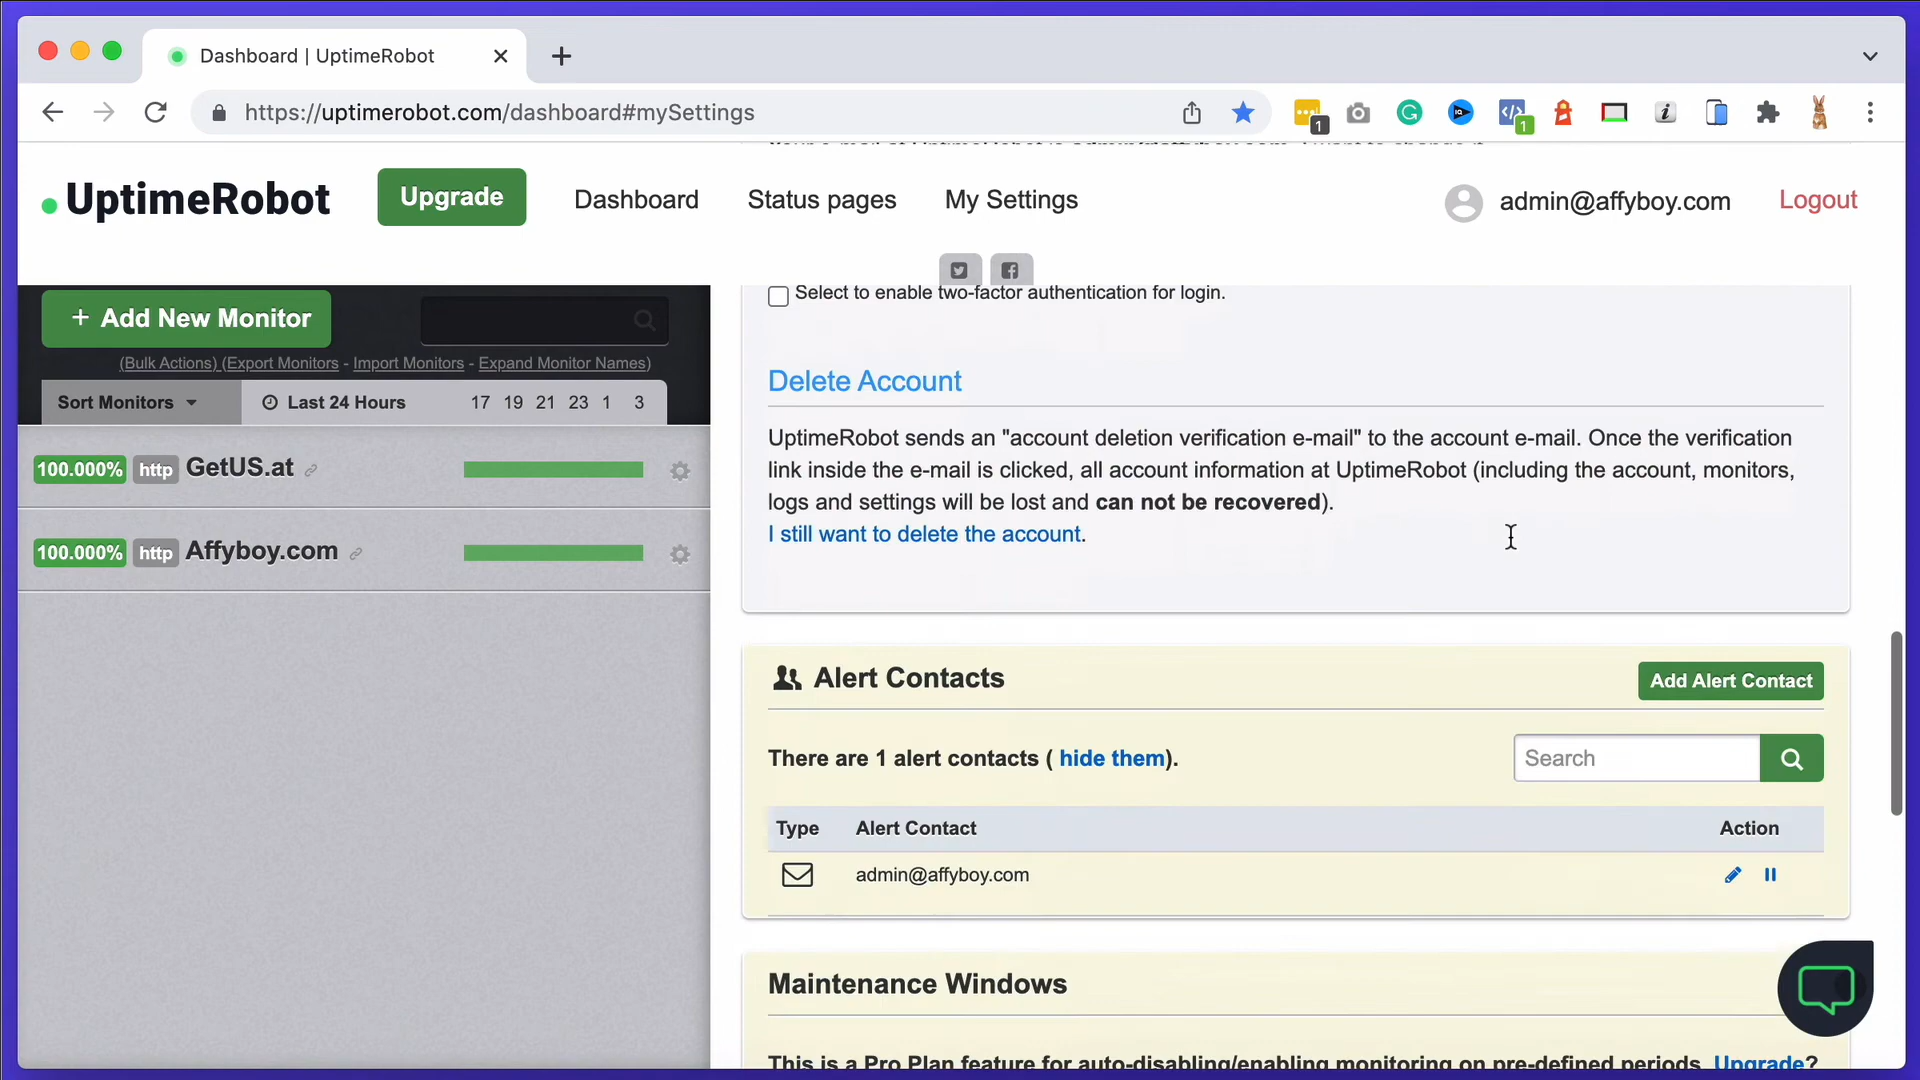 Dashboard | UptimeRobot
https://uptimerobot.com/dashboard#mySettings
1
1
UptimeRobot
Upgrade
Dashboard
Status pages
My Settings
admin@affyboy.com
Logout
+ Add New Monitor
(Bulk Actions) (Export Monitors - Import Monitors - Expand Monitor Names)
Sort Monitors
Last 24 Hours
17 19 21 23 1 3
100.000% http GetUS.at
100.000% http Affyboy.com
Select to enable two-factor authentication for login.
Delete Account
UptimeRobot sends an "account deletion verification e-mail" to the account e-mail. Once the verification
link inside the e-mail is clicked, all account information at UptimeRobot (including the account, monitors,
logs and settings will be lost and can not be recovered).
I still want to delete the account.
Alert Contacts
Add Alert Contact
There are 1 alert contacts ( hide them).
Search
Type Alert Contact Action
admin@affyboy.com
Maintenance Windows
This is a Pro Plan feature for auto-disabling/enabling monitoring on pre-defined periods. Upgrade?